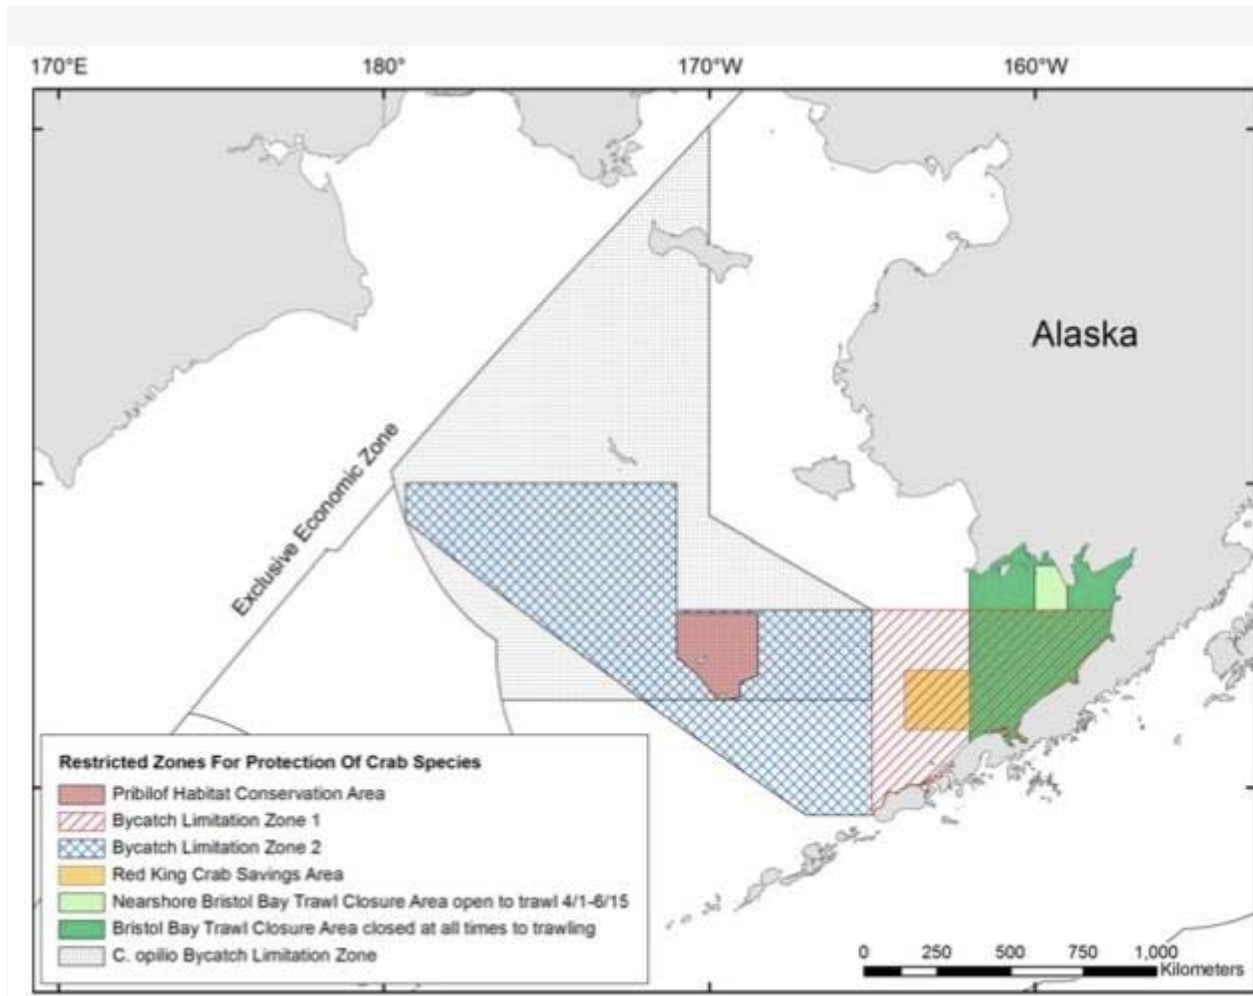 170°E 180° 170°W 160°W
Alaska
Exclusive Economic Zone
Restricted Zones For Protection Of Crab Species
Pribilof Habitat Conservation Area
Bycatch Limitation Zone 1
Bycatch Limitation Zone 2
Red King Crab Savings Area
Nearshore Bristol Bay Trawl Closure Area open to trawl 4/1-6/15
Bristol Bay Trawl Closure Area closed at all times to trawling
C. opilio Bycatch Limitation Zone
0 250 500 750 1,000
Kilometers